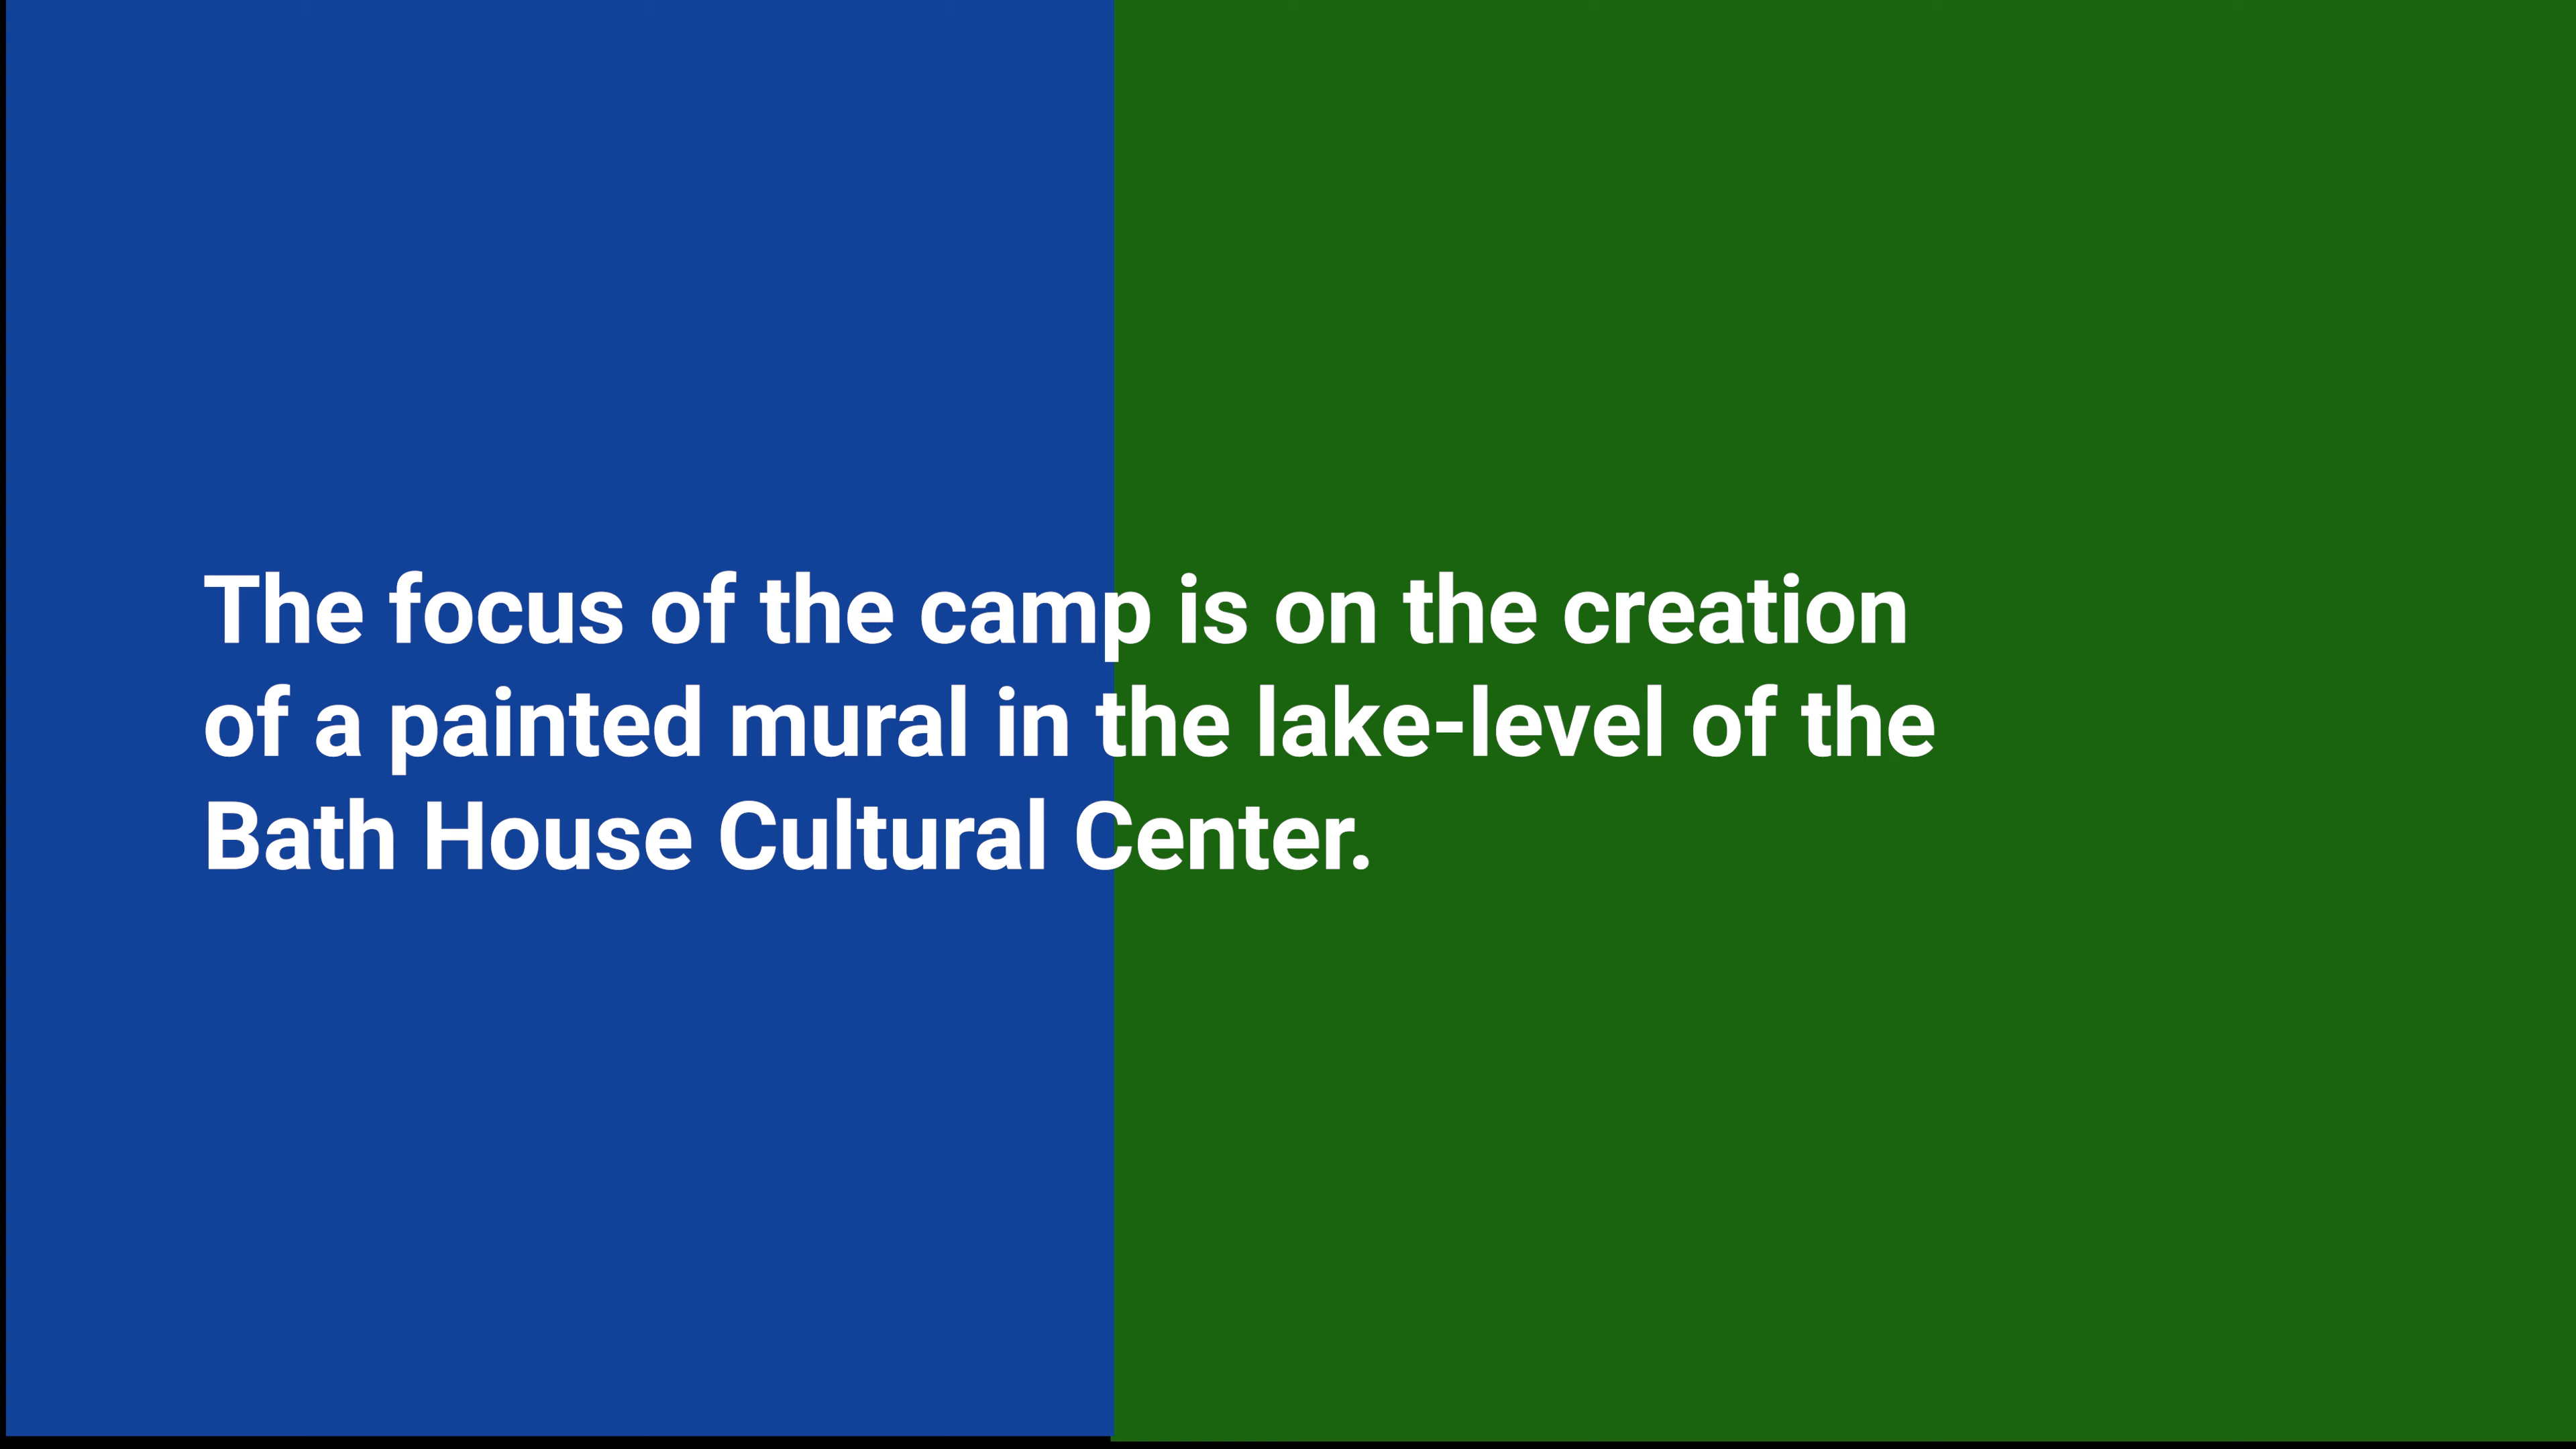 The focus of the camp is on the creation
of a painted mural in the lake-level of the
Bath House Cultural Center.